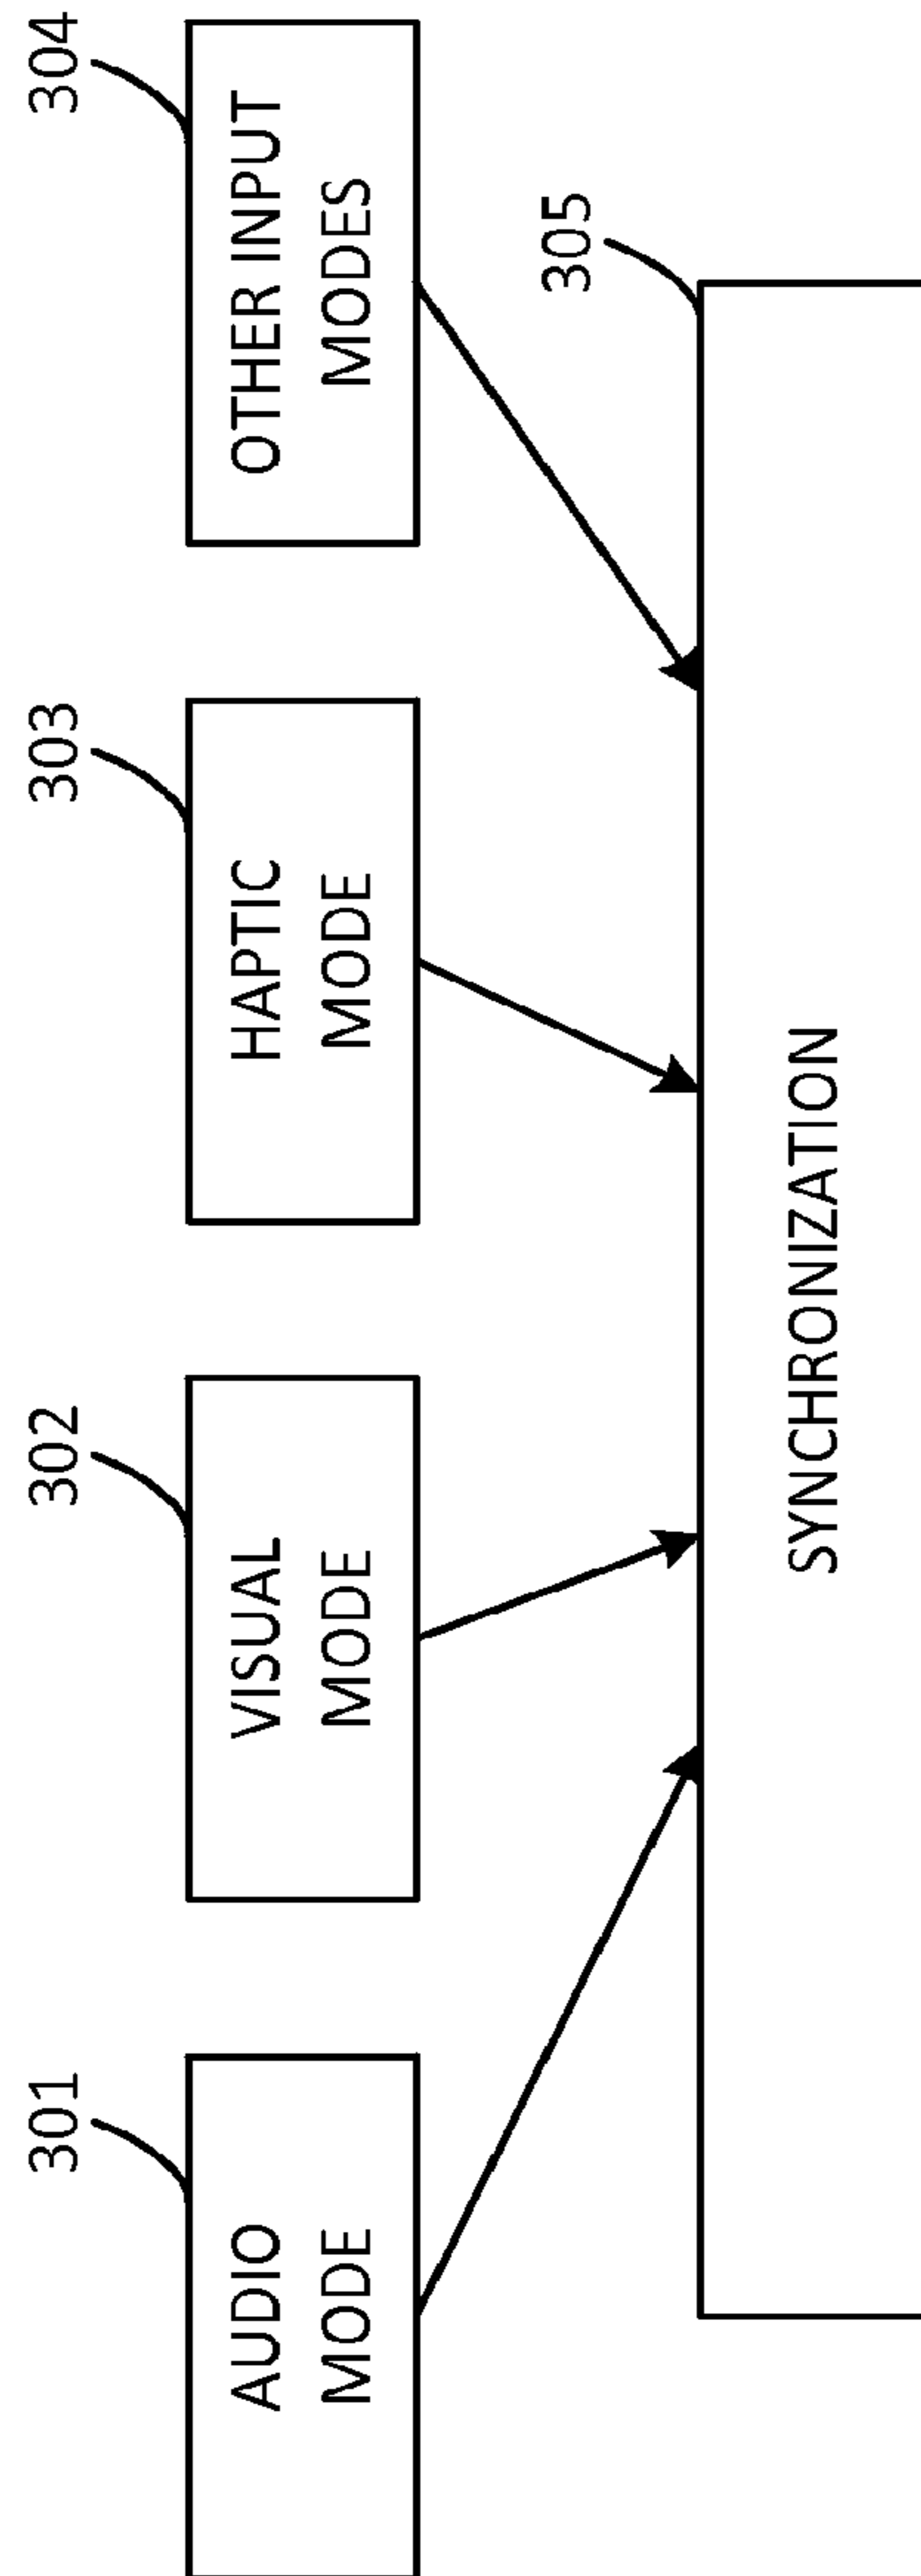 301
AUDIO
MODE
302
VISUAL
MODE
303
HAPTIC
MODE
304
OTHER INPUT
MODES
305
SYNCHRONIZATION